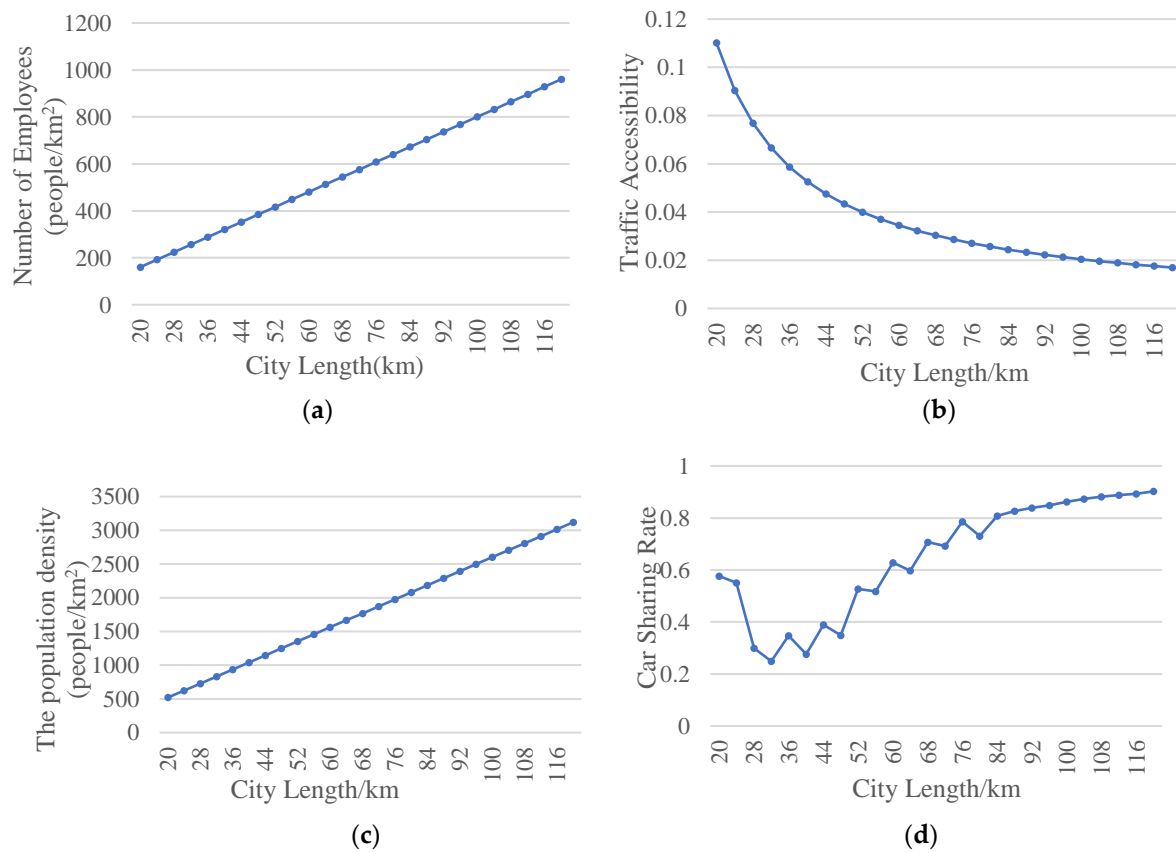 Number of Employees
(people/km²)
1200
1000
800
600
400
200
0
20 28 36 44 52 60 68 76 84 92 100 108 116
City Length(km)
(a)
Traffic Accessibility
0.12
0.1
0.08
0.06
0.04
0.02
0
20 28 36 44 52 60 68 76 84 92 100 108 116
City Length/km
(b)
The population density
(people/km²)
3500
3000
2500
2000
1500
1000
500
0
20 28 36 44 52 60 68 76 84 92 100 108 116
City Length/km
(c)
Car Sharing Rate
1
0.8
0.6
0.4
0.2
0
20 28 36 44 52 60 68 76 84 92 100 108 116
City Length/km
(d)